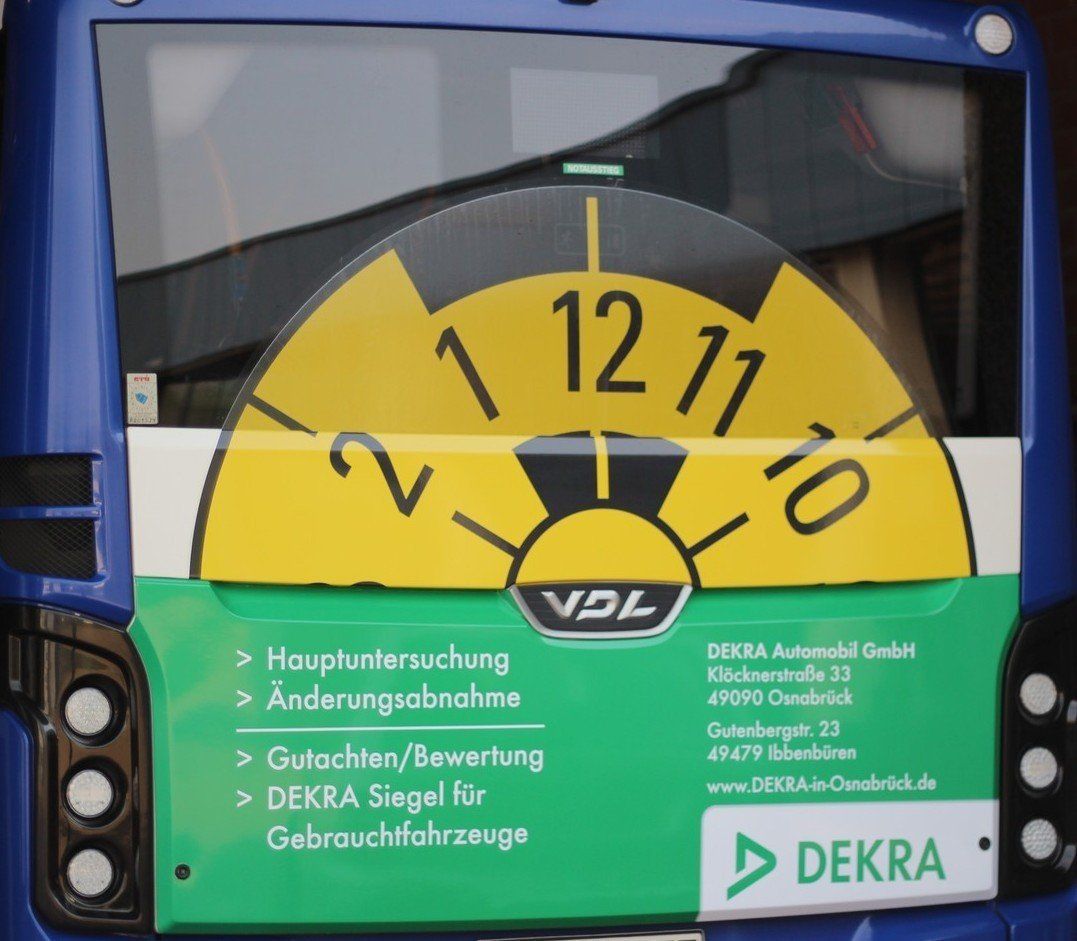 NOTAUSSTIEG
2
1
12
11
10
VDL
> Hauptuntersuchung
> Änderungsabnahme
> Gutachten/Bewertung
> DEKRA Siegel für
Gebrauchtfahrzeuge
DEKRA Automobil GmbH
Klöcknerstraße 33
49090 Osnabrück
Gutenbergstr. 23
49479 Ibbenbüren
www.DEKRA-in-Osnabrück.de
DEKRA